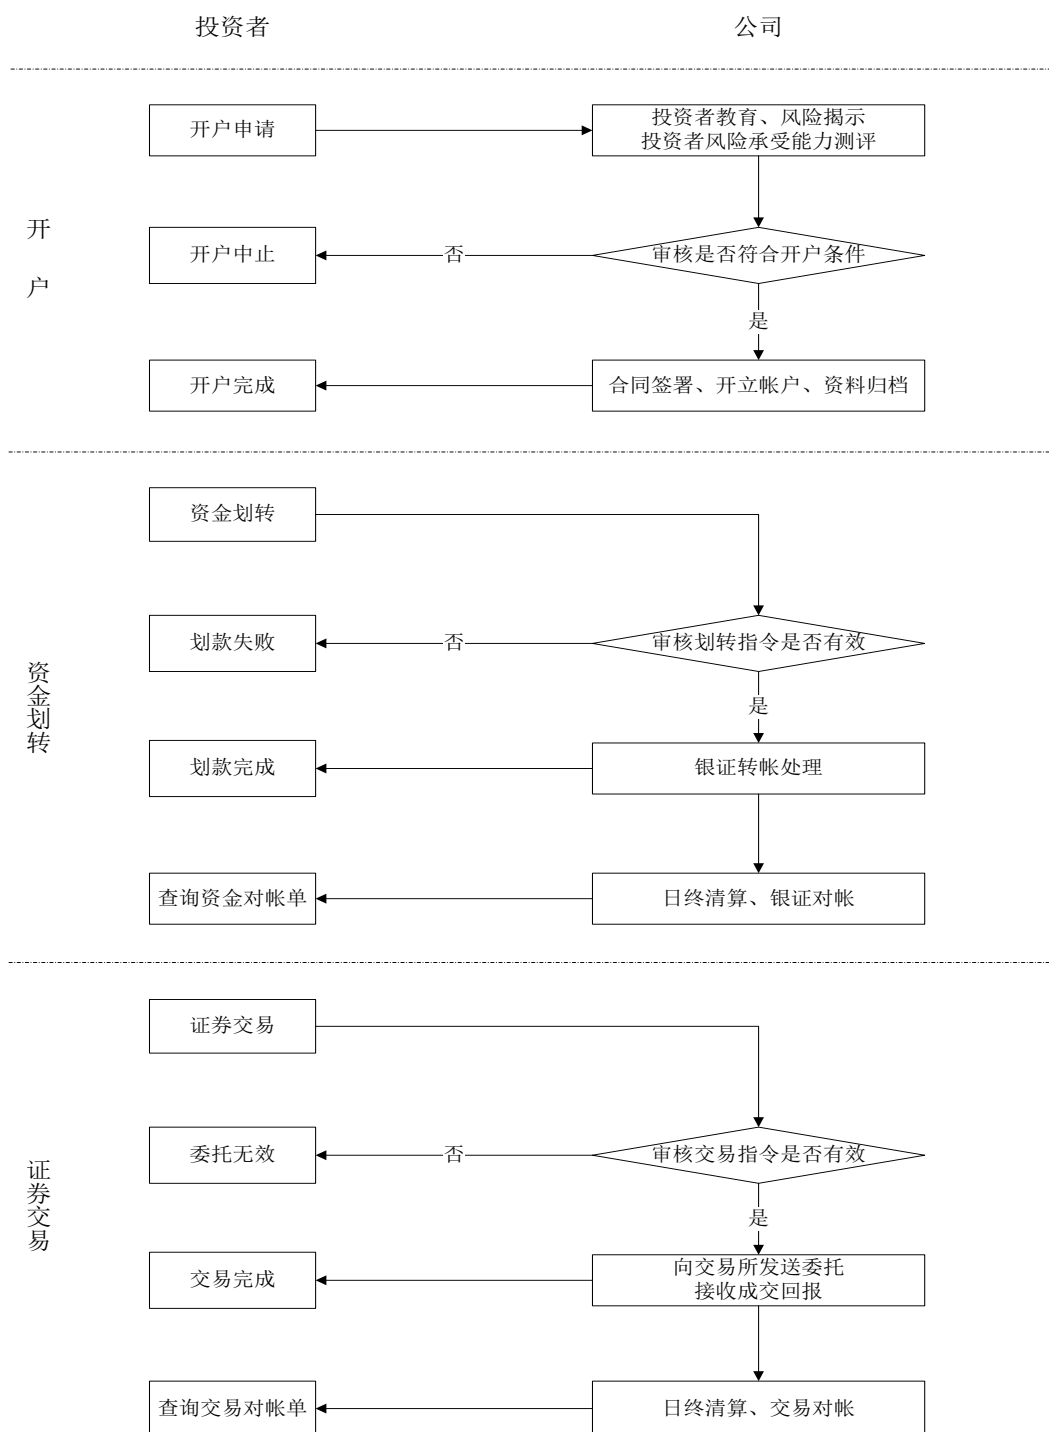 投资者
公司
开户
开户申请
投资者教育、风险揭示
投资者风险承受能力测评
开户中止
否
审核是否符合开户条件
是
开户完成
合同签署、开立帐户、资料归档
资金划转
资金划转
划款失败
否
审核划转指令是否有效
是
划款完成
银证转帐处理
查询资金对帐单
日终清算、银证对帐
证券交易
证券交易
委托无效
否
审核交易指令是否有效
是
交易完成
向交易所发送委托
接收成交回报
查询交易对帐单
日终清算、交易对帐